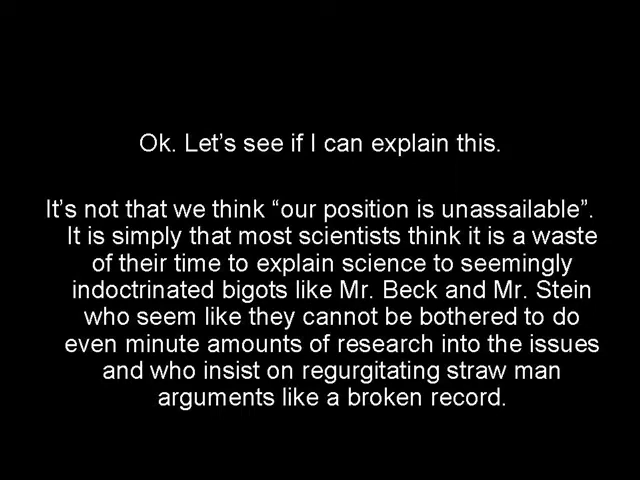 Ok. Let's see if I can explain this.
It's not that we think “our position is unassailable”.
It is simply that most scientists think it is a waste
of their time to explain science to seemingly
indoctrinated bigots like Mr. Beck and Mr. Stein
who seem like they cannot be bothered to do
even minute amounts of research into the issues
and who insist on regurgitating straw man
arguments like a broken record.